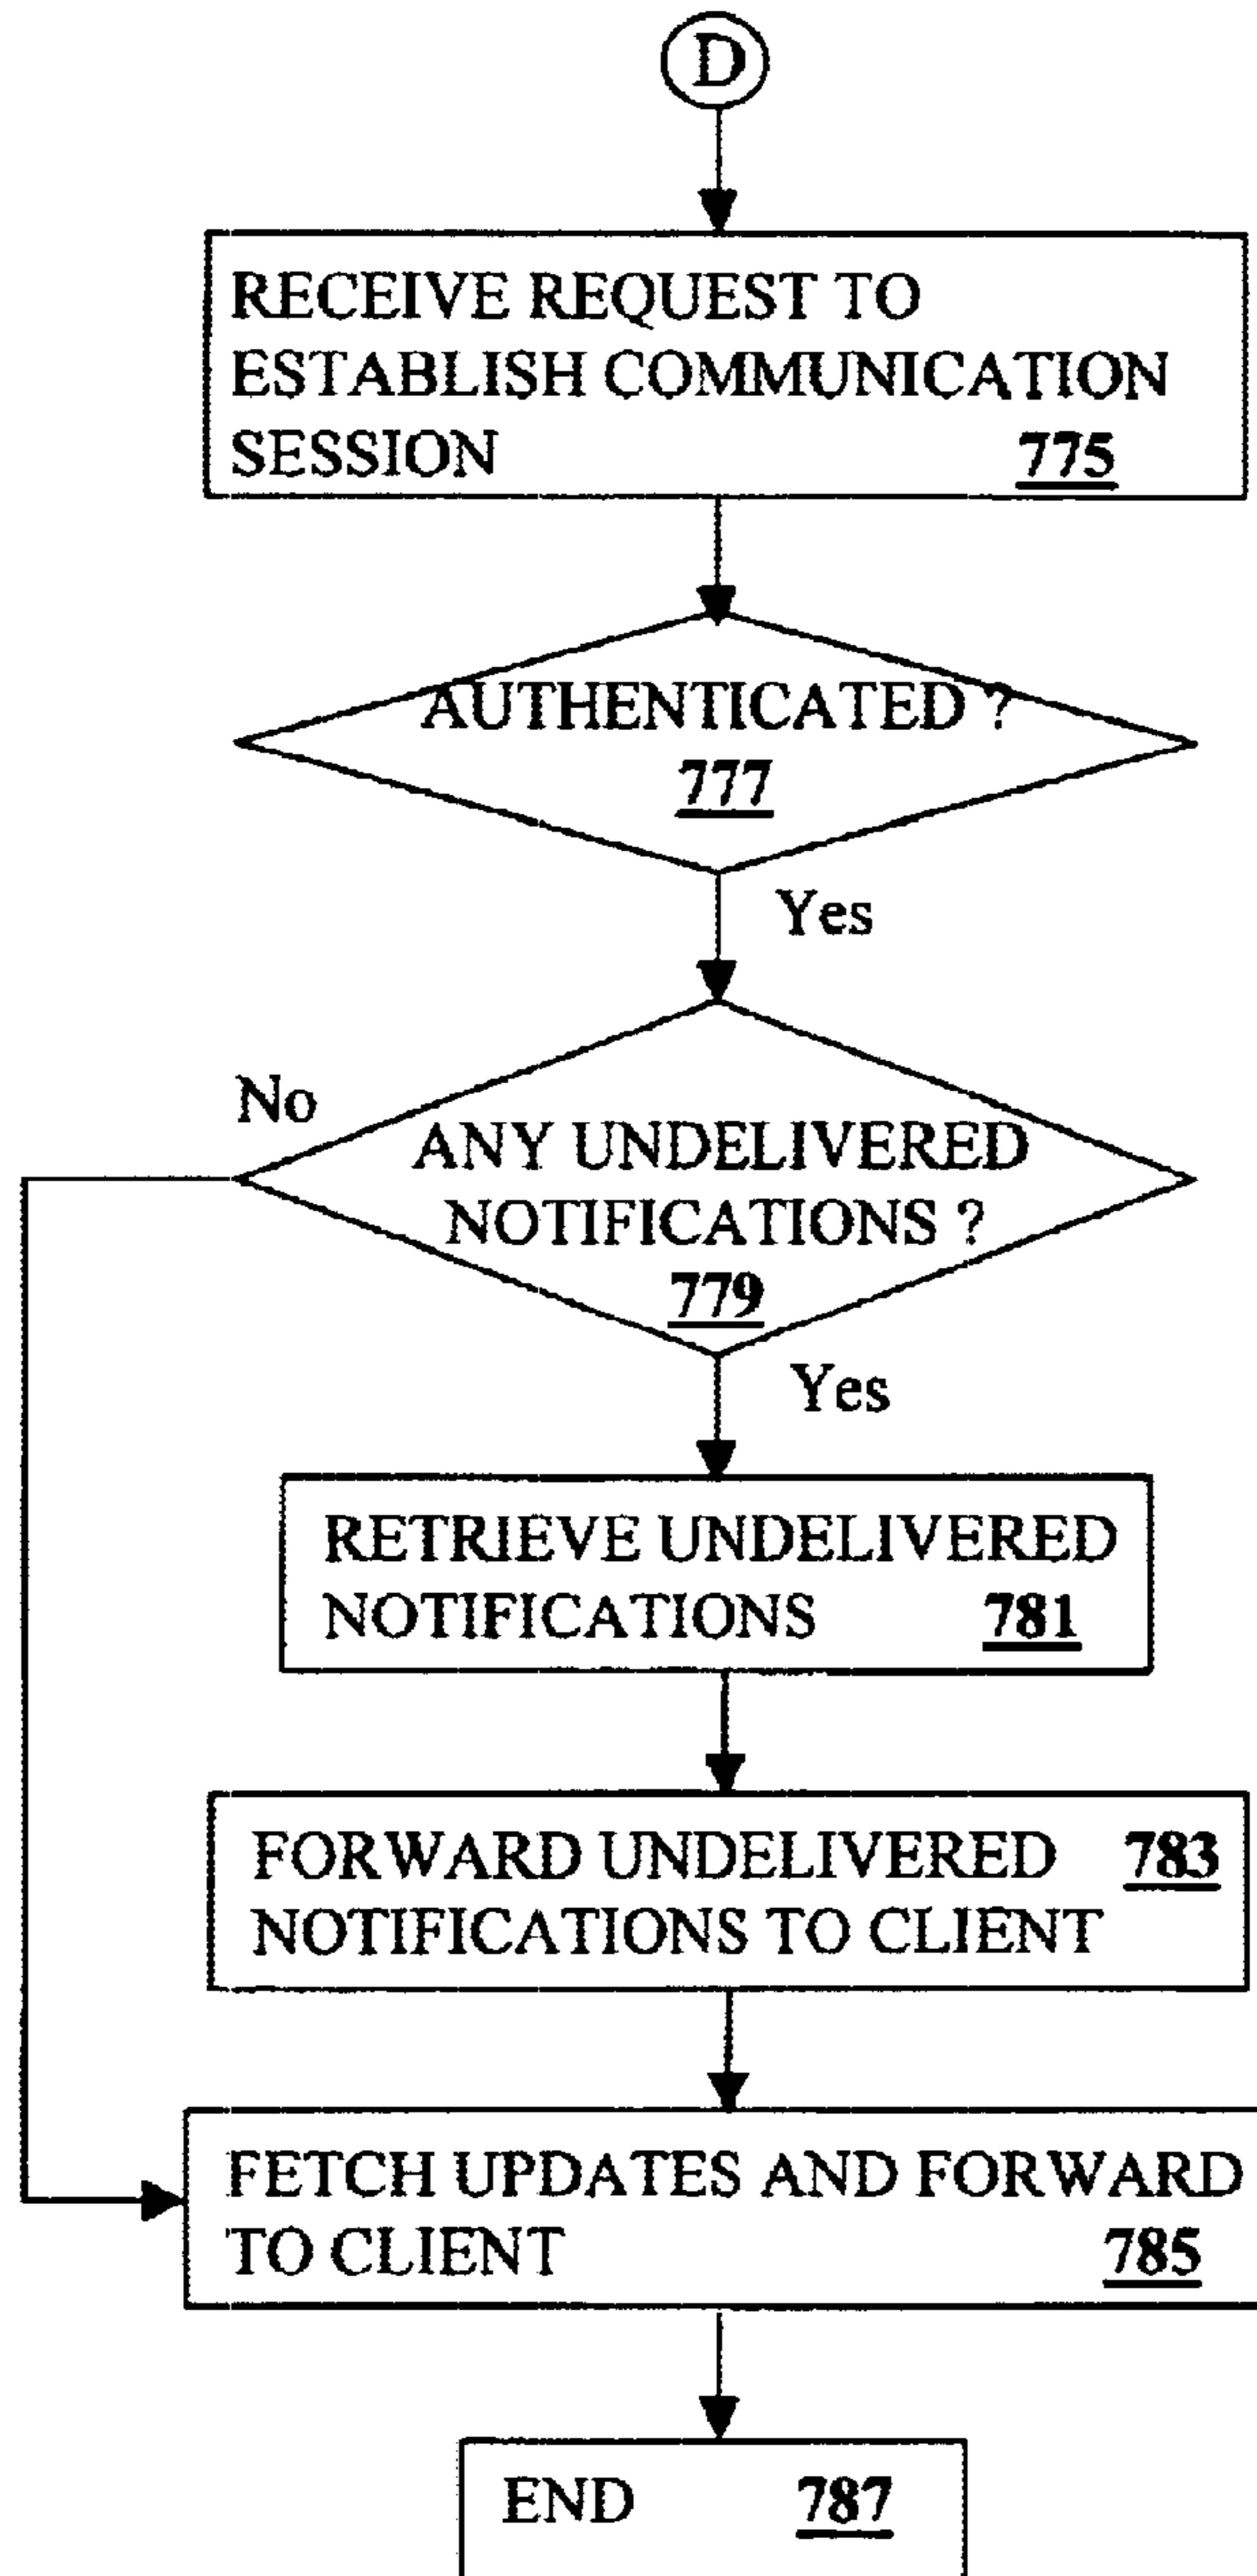 D
RECEIVE REQUEST TO
ESTABLISH COMMUNICATION
SESSION 775
AUTHENTICATED ?
777
Yes
No
ANY UNDELIVERED
NOTIFICATIONS ?
779
Yes
RETRIEVE UNDELIVERED
NOTIFICATIONS 781
FORWARD UNDELIVERED 783
NOTIFICATIONS TO CLIENT
FETCH UPDATES AND FORWARD
TO CLIENT 785
END 787